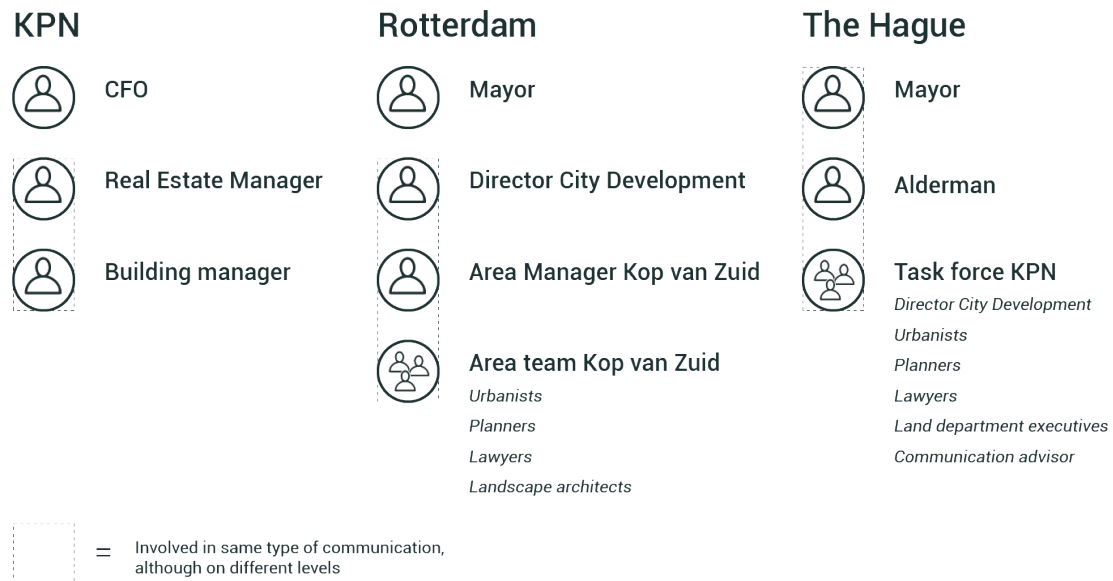 KPN
CFO
Real Estate Manager
Building manager
Rotterdam
Mayor
Director City Development
Area Manager Kop van Zuid
Area team Kop van Zuid
Urbanists
Planners
Lawyers
Landscape architects
The Hague
Mayor
Alderman
Task force KPN
Director City Development
Urbanists
Planners
Lawyers
Land department executives
Communication advisor
= Involved in same type of communication,
although on different levels